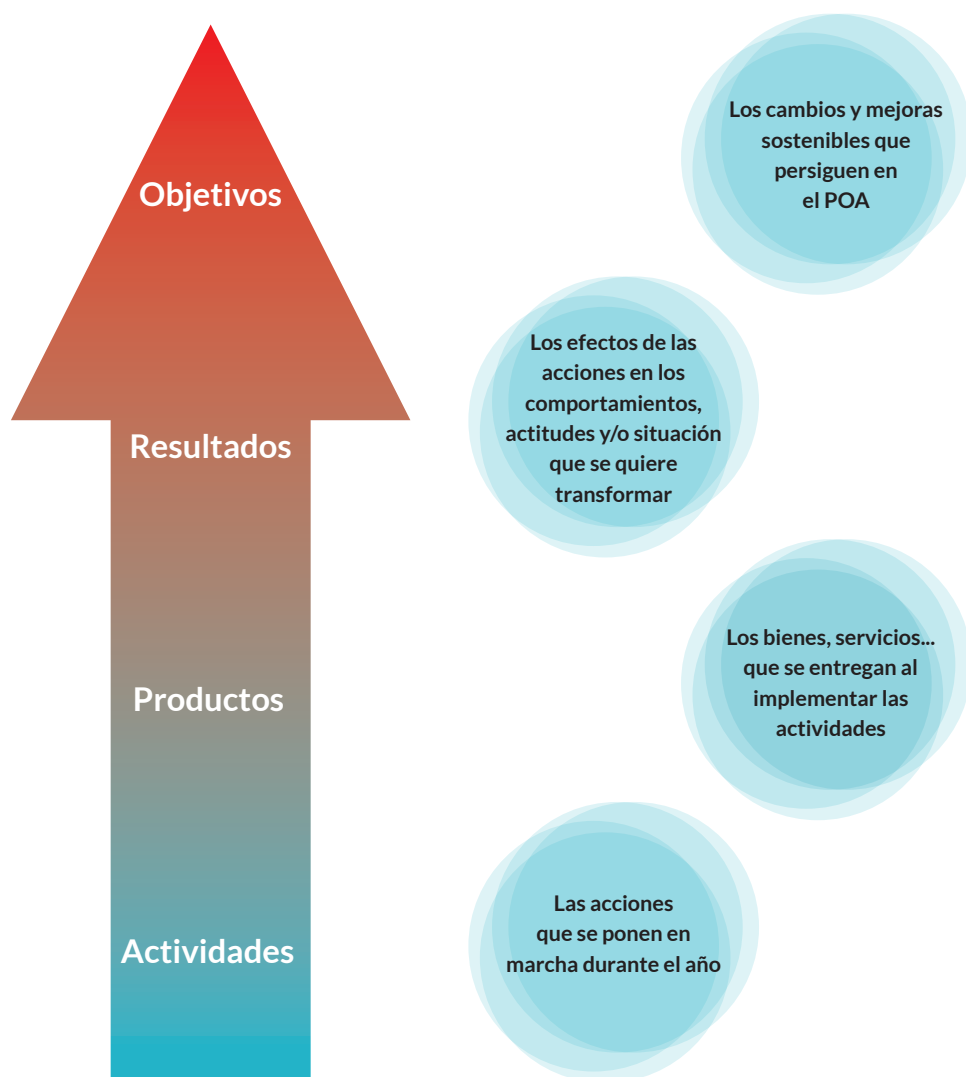 Objetivos
Los cambios y mejoras
sostenibles que
persiguen en
el POA
Resultados
Los efectos de las
acciones en los
comportamientos,
actitudes y/o situación
que se quiere
transformar
Productos
Los bienes, servicios...
que se entregan al
implementar las
actividades
Actividades
Las acciones
que se ponen en
marcha durante el año